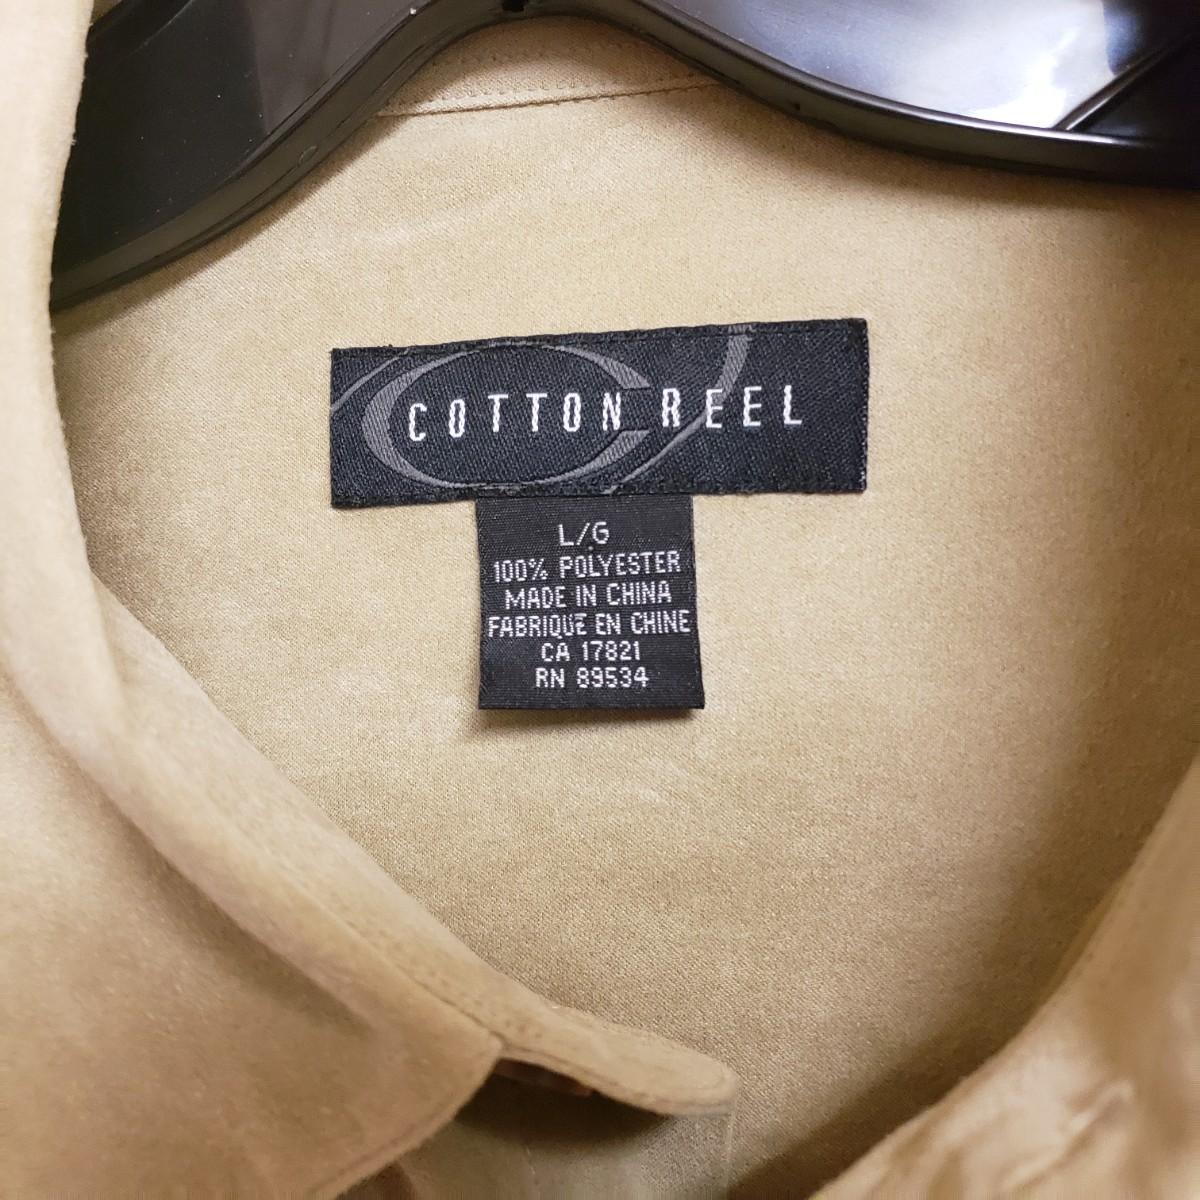 COTTON REEL
L/G
100% POLYESTER
MADE IN CHINA
FABRIQUE EN CHINE
CA 17821
RN 89534